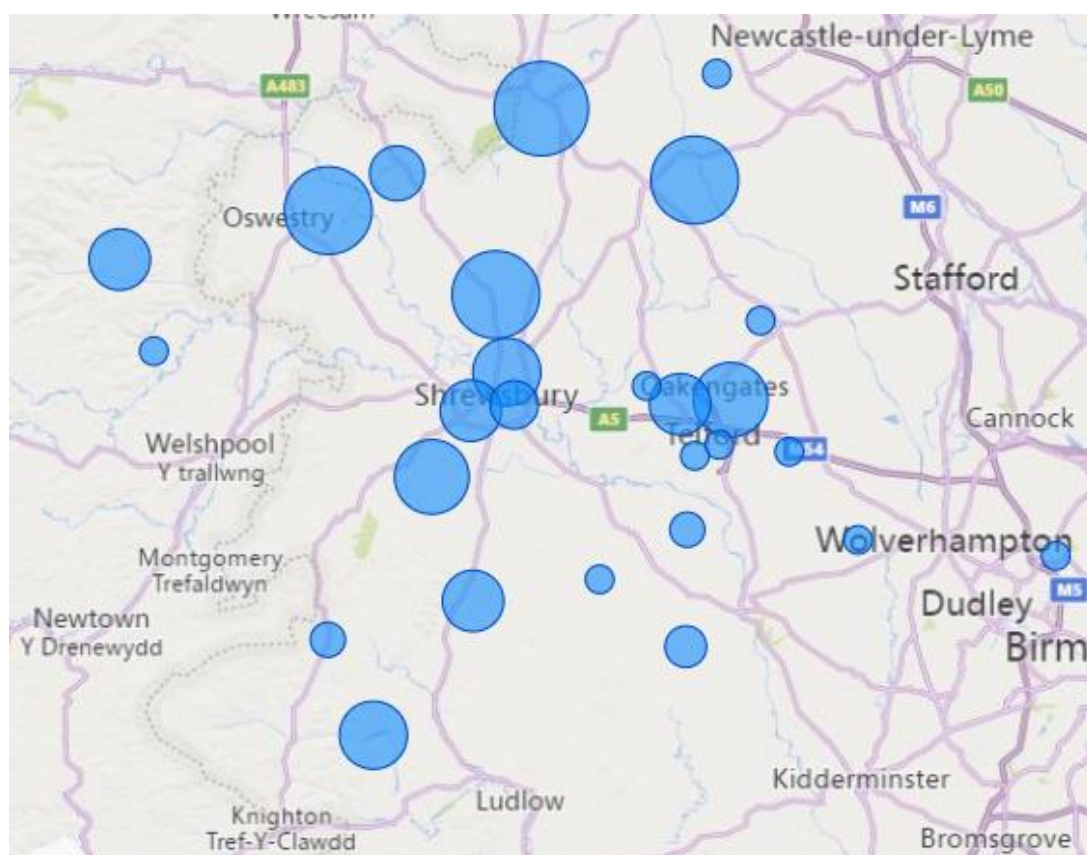 Newcastle-under-Lyme
A483
A50
Oswestry
M6
Stafford
Shrewsbury
Oakengates
A5
Telford
Cannock
Welshpool
Y trallwng
Montgomery
Trefaldwyn
Wolverhampton
M5
Newtown
Y Drenewydd
Dudley
Birm
Kidderminster
Ludlow
Knighton
Tref-Y-Clawdd
Bromsgrove